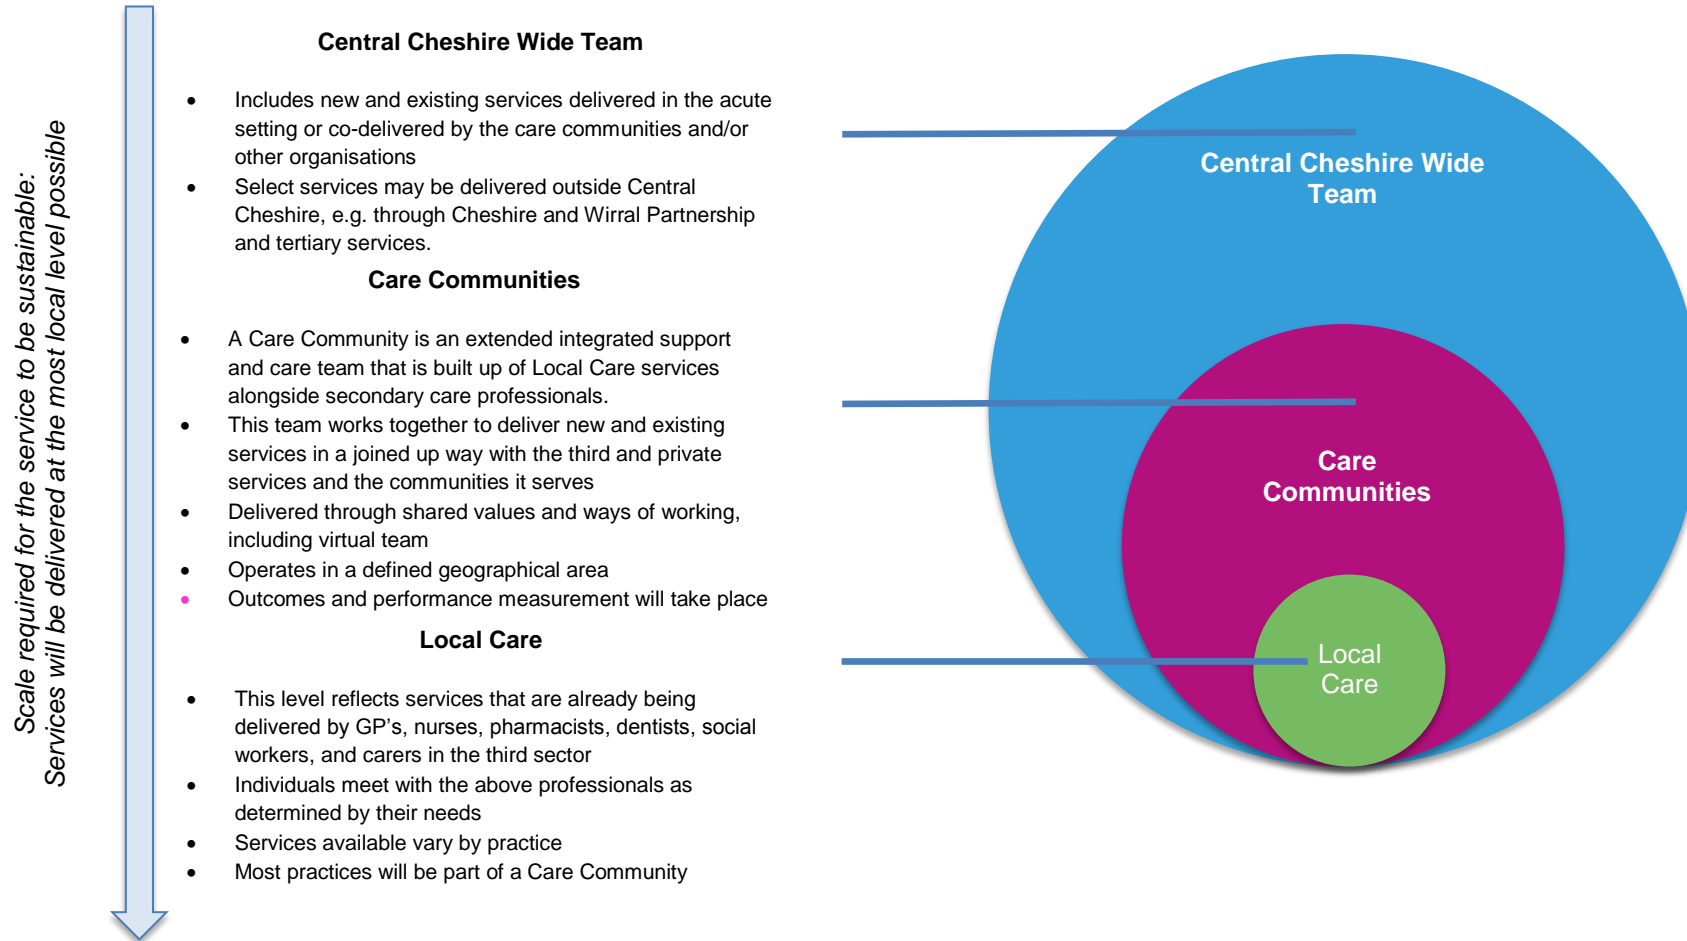 Scale required for the service to be sustainable:
Services will be delivered at the most local level possible
Central Cheshire Wide Team
• Includes new and existing services delivered in the acute
setting or co-delivered by the care communities and/or
other organisations
• Select services may be delivered outside Central
Cheshire, e.g. through Cheshire and Wirral Partnership
and tertiary services.
Care Communities
• A Care Community is an extended integrated support
and care team that is built up of Local Care services
alongside secondary care professionals.
• This team works together to deliver new and existing
services in a joined up way with the third and private
services and the communities it serves
• Delivered through shared values and ways of working,
including virtual team
• Operates in a defined geographical area
• Outcomes and performance measurement will take place
Local Care
• This level reflects services that are already being
delivered by GP’s, nurses, pharmacists, dentists, social
workers, and carers in the third sector
• Individuals meet with the above professionals as
determined by their needs
• Services available vary by practice
• Most practices will be part of a Care Community
Central Cheshire Wide
Team
Care
Communities
Local
Care